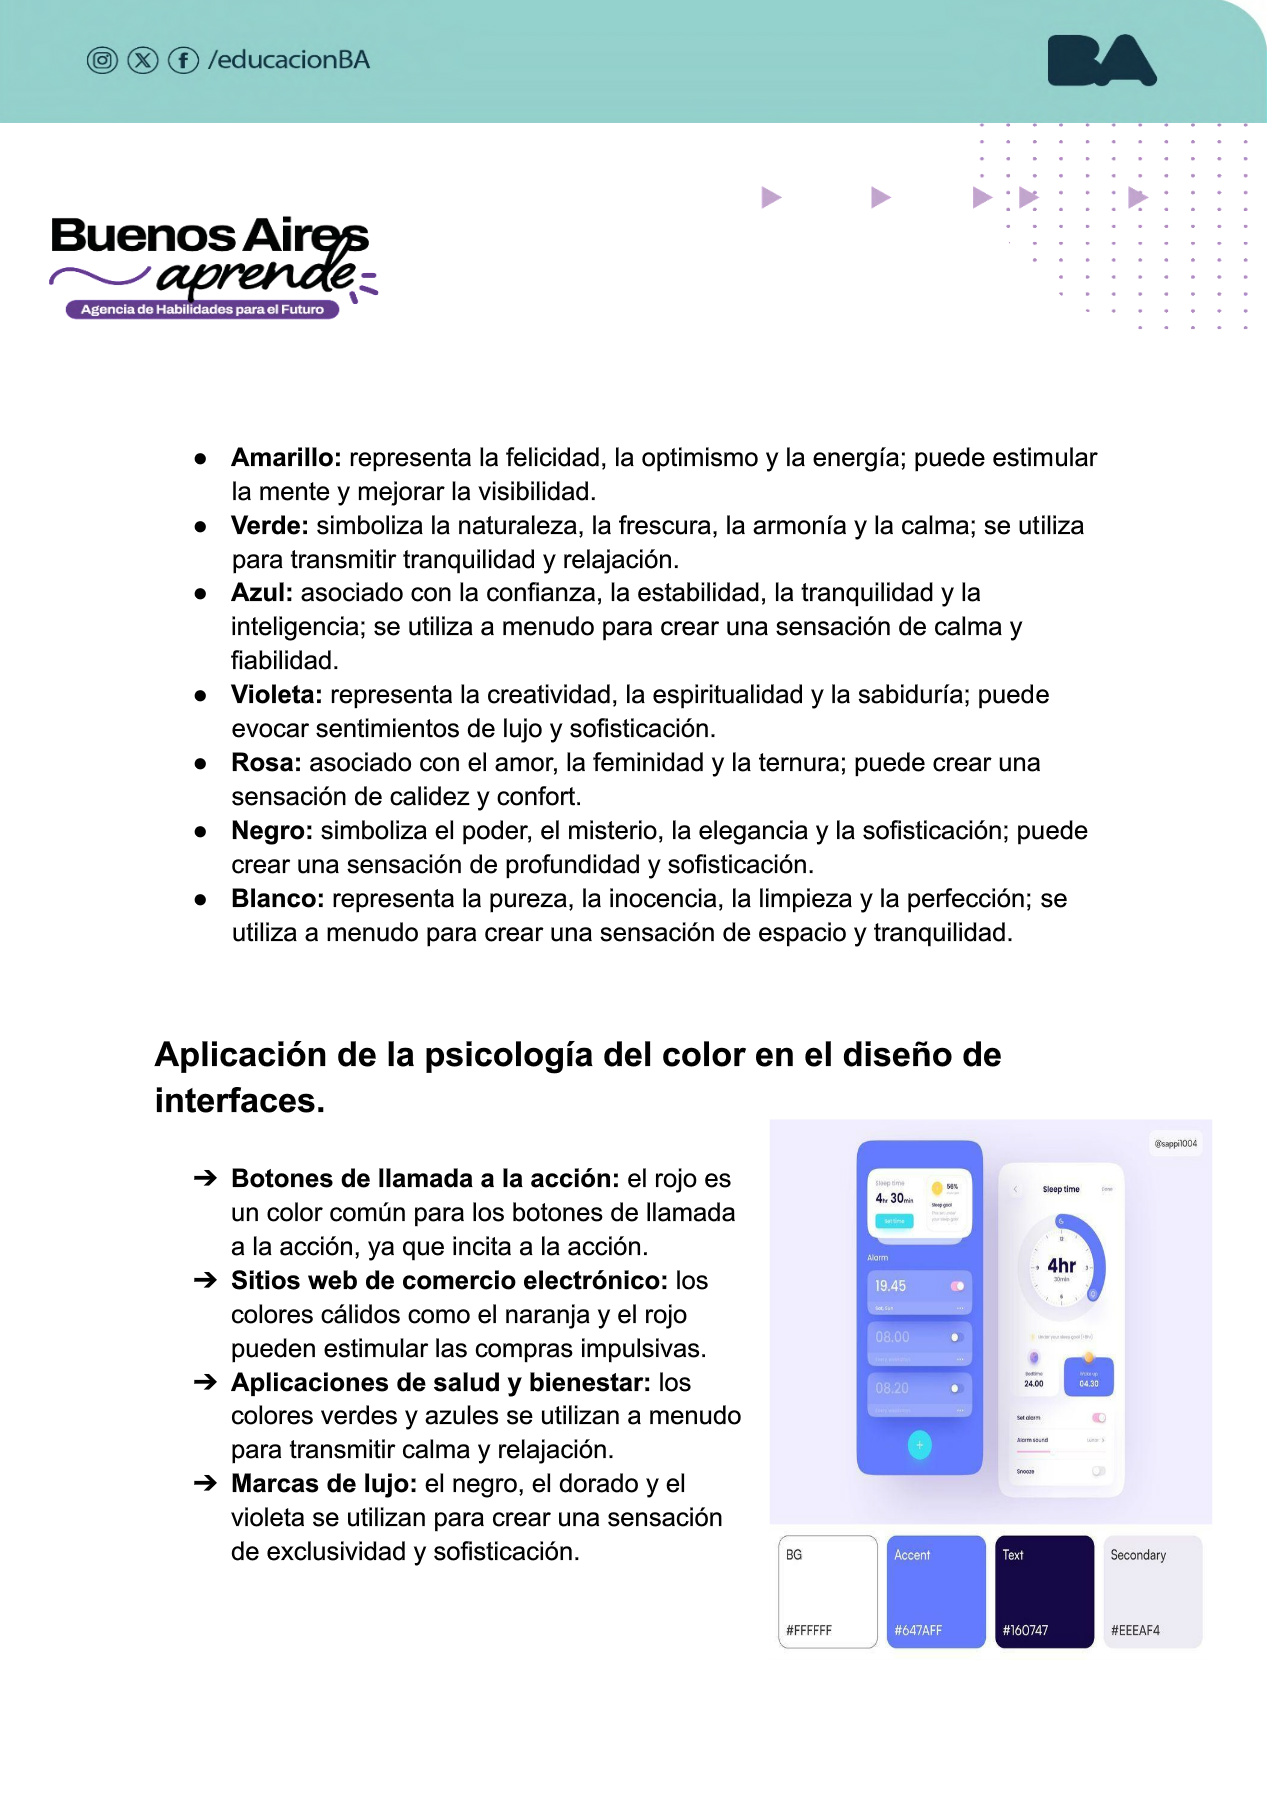 /educacionBA
BA
Buenos Aires
aprende
Agencia de Habilidades para el Futuro
● Amarillo: representa la felicidad, la optimismo y la energía; puede estimular
la mente y mejorar la visibilidad.
● Verde: simboliza la naturaleza, la frescura, la armonía y la calma; se utiliza
para transmitir tranquilidad y relajación.
● Azul: asociado con la confianza, la estabilidad, la tranquilidad y la
inteligencia; se utiliza a menudo para crear una sensación de calma y
fiabilidad.
● Violeta: representa la creatividad, la espiritualidad y la sabiduría; puede
evocar sentimientos de lujo y sofisticación.
● Rosa: asociado con el amor, la feminidad y la ternura; puede crear una
sensación de calidez y confort.
● Negro: simboliza el poder, el misterio, la elegancia y la sofisticación; puede
crear una sensación de profundidad y sofisticación.
● Blanco: representa la pureza, la inocencia, la limpieza y la perfección; se
utiliza a menudo para crear una sensación de espacio y tranquilidad.
Aplicación de la psicología del color en el diseño de
interfaces.
➔ Botones de llamada a la acción: el rojo es
un color común para los botones de llamada
a la acción, ya que incita a la acción.
➔ Sitios web de comercio electrónico: los
colores cálidos como el naranja y el rojo
pueden estimular las compras impulsivas.
➔ Aplicaciones de salud y bienestar: los
colores verdes y azules se utilizan a menudo
para transmitir calma y relajación.
➔ Marcas de lujo: el negro, el dorado y el
violeta se utilizan para crear una sensación
de exclusividad y sofisticación.
@sappi1004
Sleep time
4hr 30min
Set time
56%
Sleep goal
Alarm
19.45
08.00
08.20
+
Sleep time
12
3
6
9
4hr
30min
Bedtime
24.00
Wake up
04.30
Set alarm
Alarm sound
Snooze
BG
#FFFFFF
Accent
#647AFF
Text
#160747
Secondary
#EEEAF4